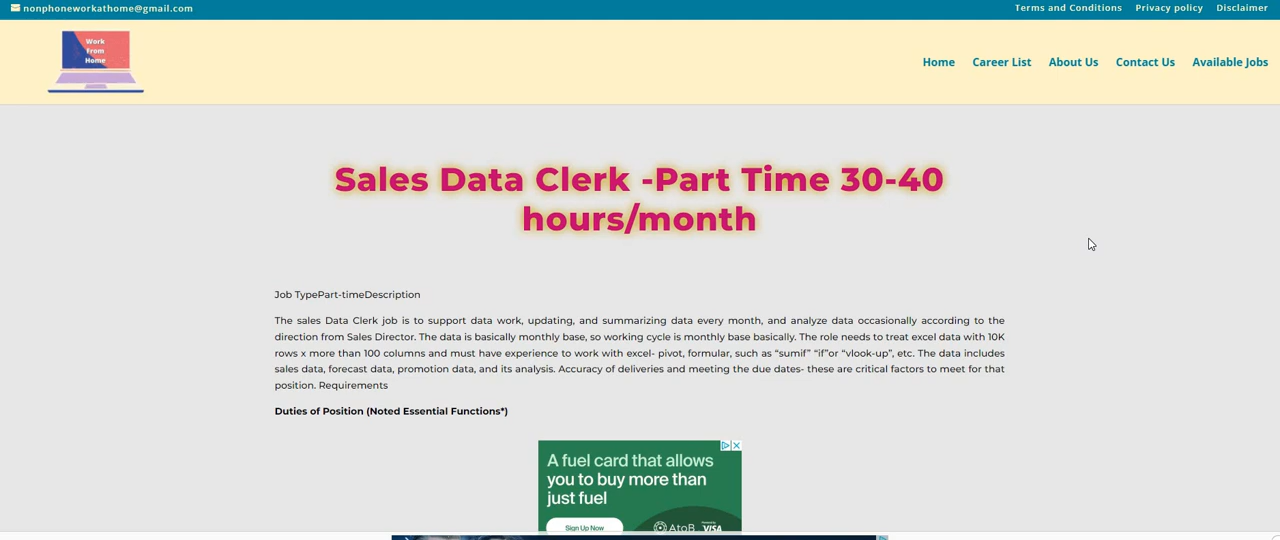 nonphoneworkathome@gmail.com
Terms and Conditions Privacy policy Disclaimer
Work
From
Home
Home Career List About Us Contact Us Available Jobs
Sales Data Clerk -Part Time 30-40
hours/month
Job TypePart-timeDescription
The sales Data Clerk job is to support data work, updating, and summarizing data every month, and analyze data occasionally according to the
direction from Sales Director. The data is basically monthly base, so working cycle is monthly base basically. The role needs to treat excel data with 10K
rows x more than 100 columns and must have experience to work with excel- pivot, formular, such as “sumif” “if”or “vlook-up”, etc. The data includes
sales data, forecast data, promotion data, and its analysis. Accuracy of deliveries and meeting the due dates- these are critical factors to meet for that
position. Requirements
Duties of Position (Noted Essential Functions*)
A fuel card that allows
you to buy more than
just fuel
Sign Up Now
AtoB
VISA